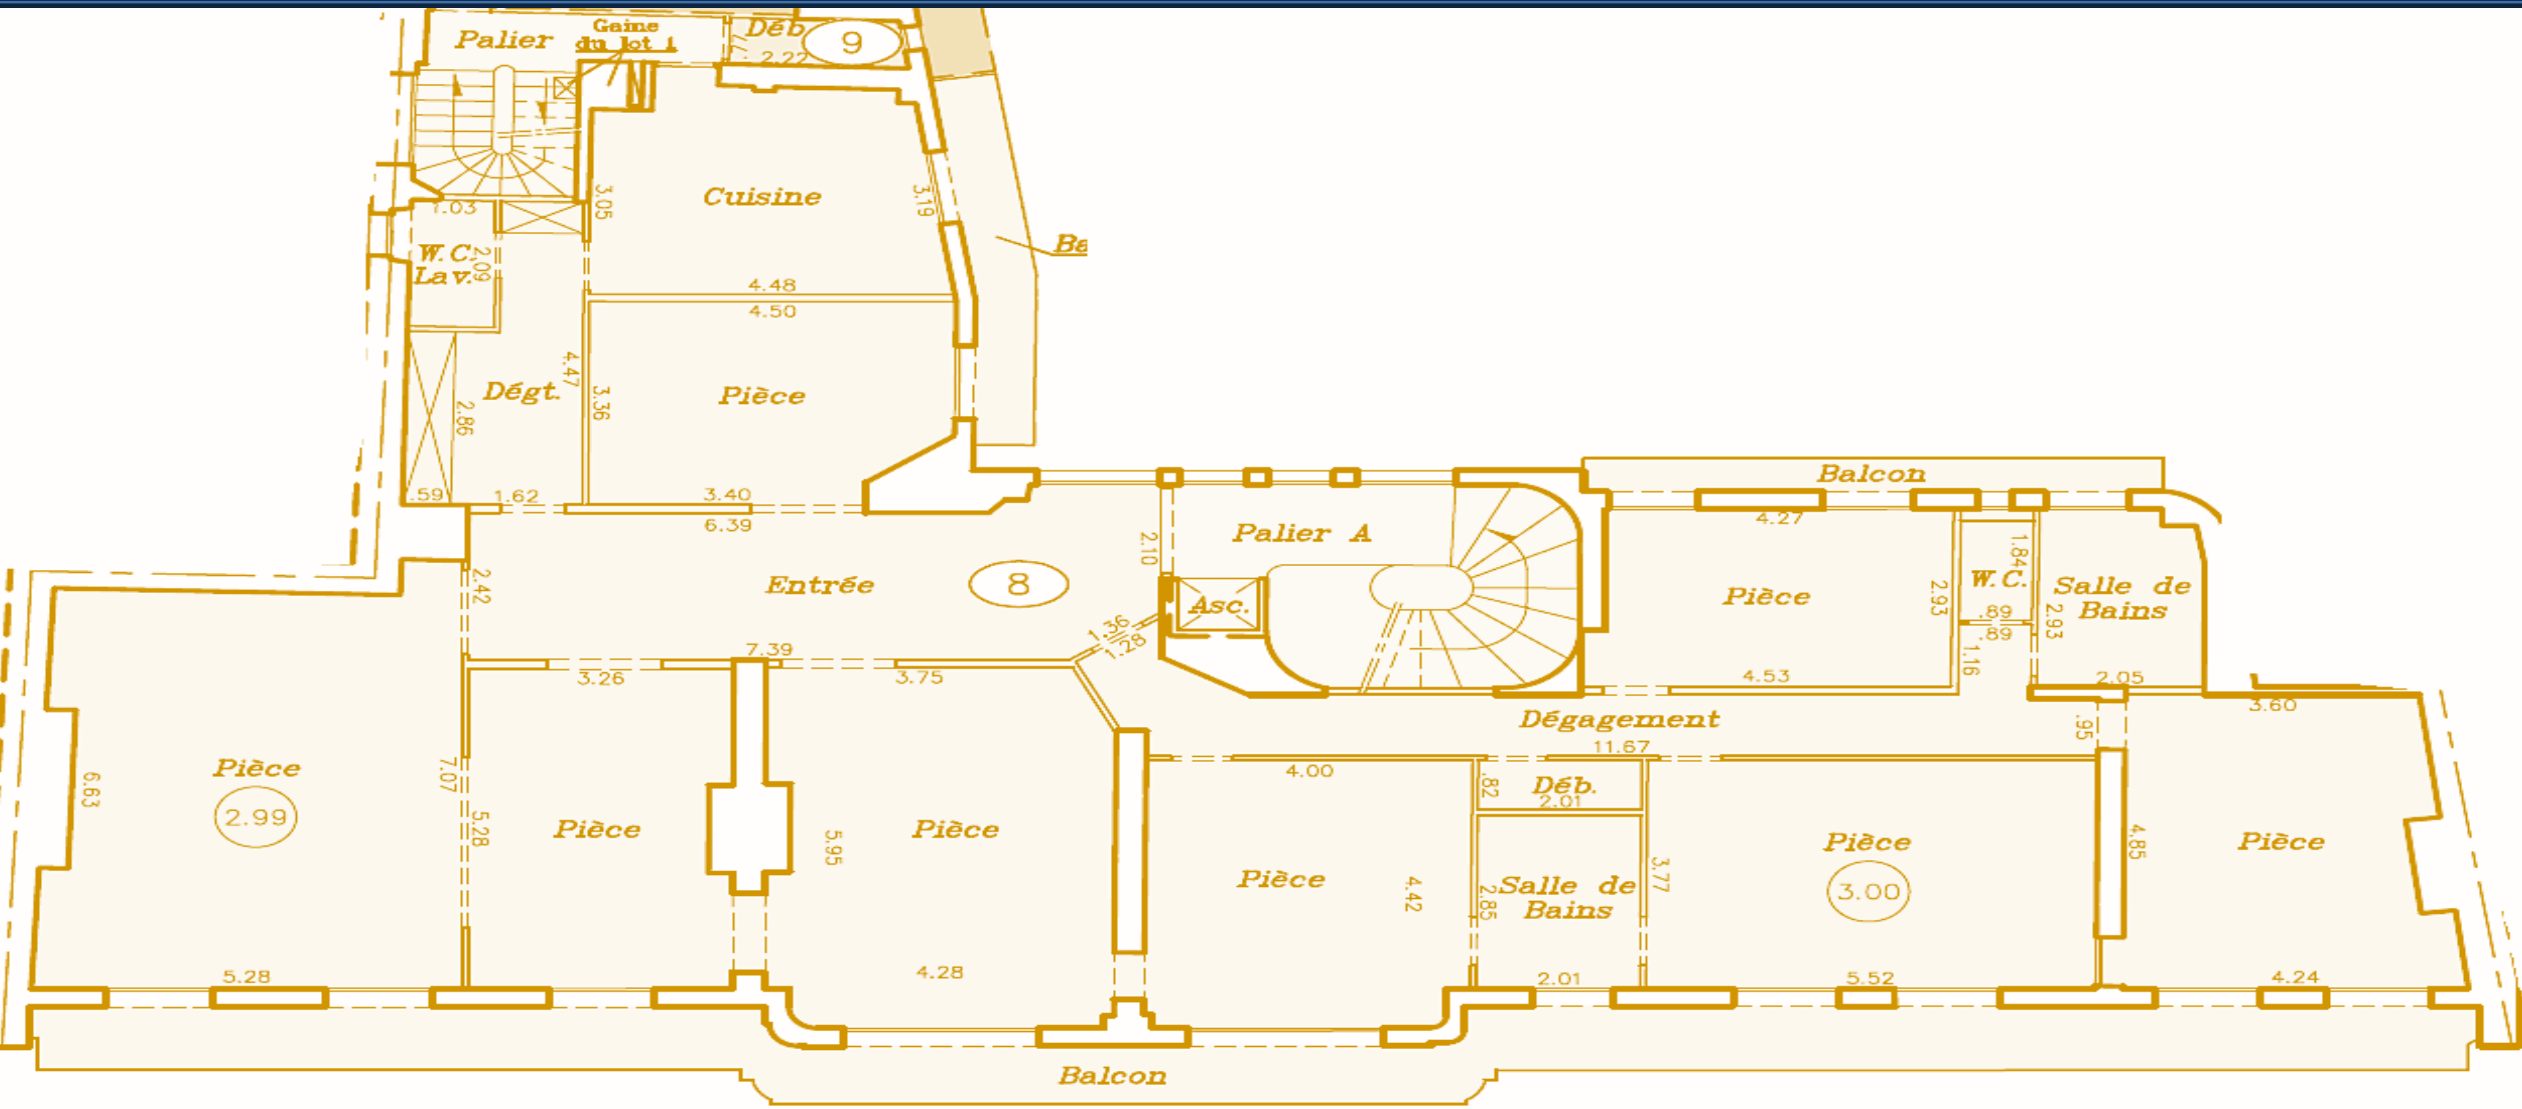 Palier
Gaine
du lot 1
Déb
9
2.22
Cuisine
3.05
3.19
1.03
W.C.
Lav.
2.09
Ba
4.48
4.50
4.47
Dégt.
2.86
3.36
Pièce
.59
1.62
3.40
6.39
Balcon
4.27
Palier A
2.10
2.42
Entrée
8
Asc.
1.36
1.28
Pièce
2.93
1.84
W.C.
.89
.89
1.16
2.93
Salle de
Bains
7.39
3.26
3.75
4.53
2.05
3.60
Dégagement
11.67
.95
Pièce
2.99
6.63
7.07
5.28
Pièce
5.95
Pièce
4.00
.82
Déb.
2.01
Pièce
4.42
2.85
Salle de
Bains
3.77
Pièce
3.00
4.85
Pièce
5.28
4.28
2.01
5.52
4.24
Balcon